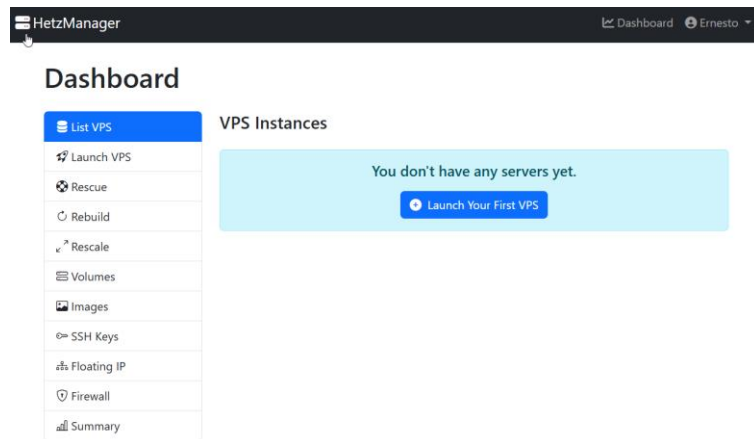 HetzManager
Dashboard Ernesto
Dashboard
List VPS
Launch VPS
Rescue
Rebuild
Rescale
Volumes
Images
SSH Keys
Floating IP
Firewall
Summary
VPS Instances
You don't have any servers yet.
Launch Your First VPS